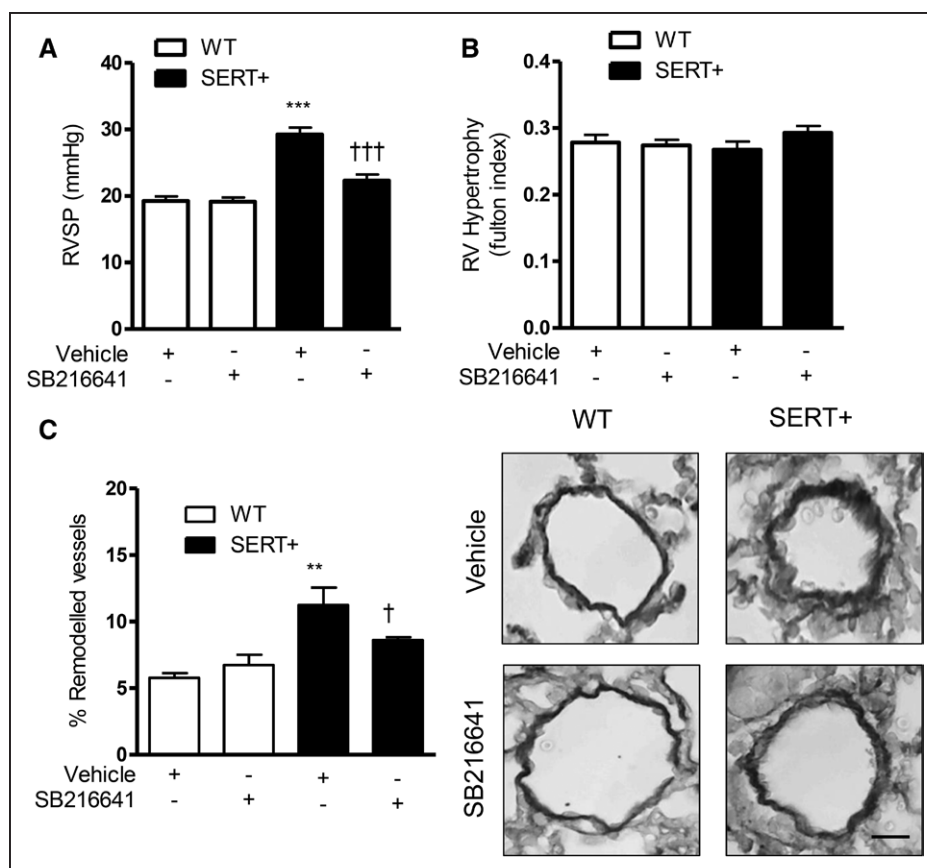 A
WT
SERT+
40
30
20
10
0
RVSP (mmHg)
***
†††
Vehicle + - + -
SB216641 - + - +
B
WT
SERT+
0.4
0.3
0.2
0.1
0.0
RV Hypertrophy
(fulton index)
Vehicle + - + -
SB216641 - + - +
C
WT
SERT+
20
15
10
5
0
% Remodelled vessels
**
†
Vehicle + - + -
SB216641 - + - +
WT SERT+
Vehicle
SB216641